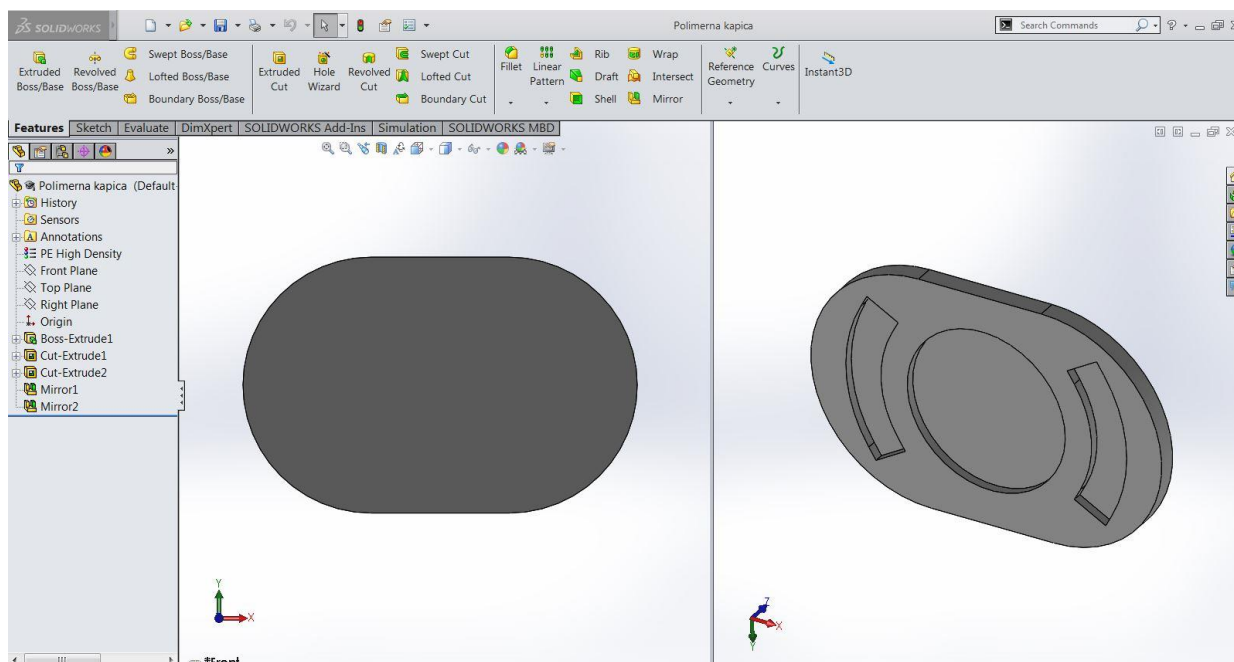 SOLIDWORKS
Polimerna kapica
Search Commands
Extruded Boss/Base
Revolved Boss/Base
Swept Boss/Base
Lofted Boss/Base
Boundary Boss/Base
Extruded Cut
Hole Wizard
Revolved Cut
Swept Cut
Lofted Cut
Boundary Cut
Fillet
Linear Pattern
Rib
Draft
Shell
Wrap
Intersect
Mirror
Reference Geometry
Curves
Instant3D
Features
Sketch
Evaluate
DimXpert
SOLIDWORKS Add-Ins
Simulation
SOLIDWORKS MBD
Polimerna kapica (Default
History
Sensors
Annotations
PE High Density
Front Plane
Top Plane
Right Plane
Origin
Boss-Extrude1
Cut-Extrude1
Cut-Extrude2
Mirror1
Mirror2
Y
X
Z
X
Y
*Front